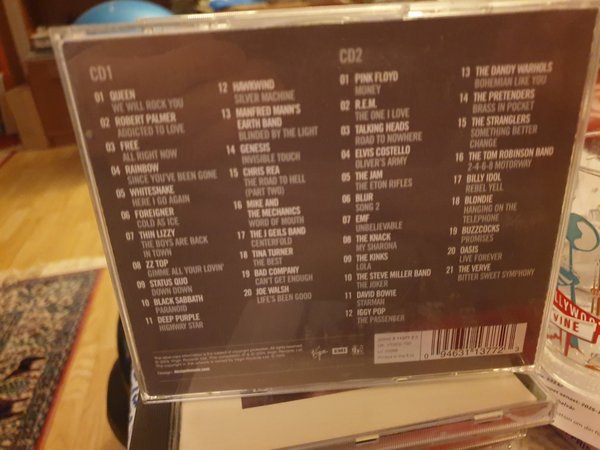 CD1
01 QUEEN
WE WILL ROCK YOU
02 ROBERT PALMER
ADDICTED TO LOVE
03 FREE
ALL RIGHT NOW
04 RAINBOW
SINCE YOU'VE BEEN GONE
05 WHITESNAKE
HERE I GO AGAIN
06 FOREIGNER
COLD AS ICE
07 THIN LIZZY
THE BOYS ARE BACK
IN TOWN
08 ZZ TOP
GIMME ALL YOUR LOVIN'
09 STATUS QUO
DOWN DOWN
10 BLACK SABBATH
PARANOID
11 DEEP PURPLE
HIGHWAY STAR
12 HAWKWIND
SILVER MACHINE
13 MANFRED MANN'S
EARTH BAND
BLINDED BY THE LIGHT
14 GENESIS
INVISIBLE TOUCH
15 CHRIS REA
THE ROAD TO HELL
(PART TWO)
16 MIKE AND
THE MECHANICS
WORD OF MOUTH
17 THE J GEILS BAND
CENTERFOLD
18 TINA TURNER
THE BEST
19 BAD COMPANY
CAN'T GET ENOUGH
20 JOE WALSH
LIFE'S BEEN GOOD
CD2
01 PINK FLOYD
MONEY
02 R.E.M.
THE ONE I LOVE
03 TALKING HEADS
ROAD TO NOWHERE
04 ELVIS COSTELLO
OLIVER'S ARMY
05 THE JAM
THE ETON RIFLES
06 BLUR
SONG 2
07 EMF
UNBELIEVABLE
08 THE KNACK
MY SHARONA
09 THE KINKS
LOLA
10 THE STEVE MILLER BAND
THE JOKER
11 DAVID BOWIE
STARMAN
12 IGGY POP
THE PASSENGER
13 THE DANDY WARHOLS
BOHEMIAN LIKE YOU
14 THE PRETENDERS
BRASS IN POCKET
15 THE STRANGLERS
SOMETHING BETTER
CHANGE
16 THE TOM ROBINSON BAND
2-4-6-8 MOTORWAY
17 BILLY IDOL
REBEL YELL
18 BLONDIE
HANGING ON THE
TELEPHONE
19 BUZZCOCKS
PROMISES
20 OASIS
LIVE FOREVER
21 THE VERVE
BITTER SWEET SYMPHONY
Virgin EMI
0 94631 13772
VINE